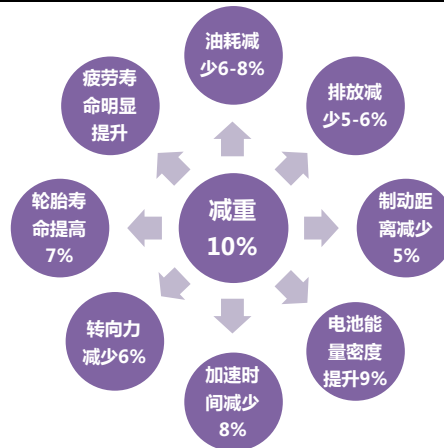 油耗减
少6-8%
疲劳寿
命明显
提升
排放减
少5-6%
轮胎寿
命提高
7%
减重
10%
制动距
离减少
5%
转向力
减少6%
电池能
量密度
提升9%
加速时
间减少
8%